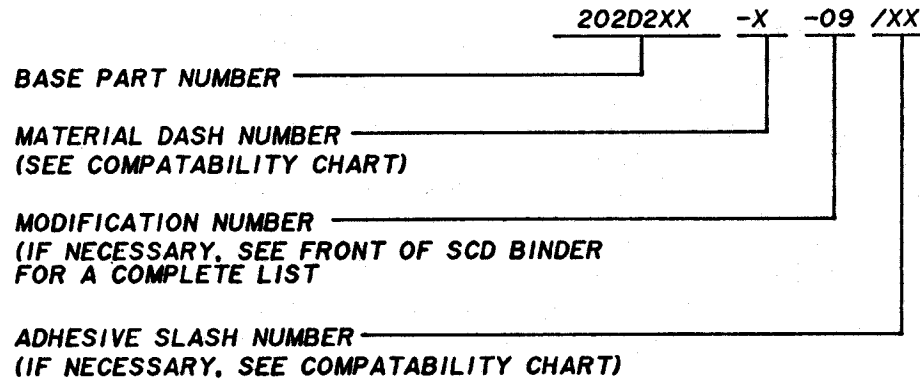 202D2XX -X -09 /XX
BASE PART NUMBER
MATERIAL DASH NUMBER
(SEE COMPATABILITY CHART)
MODIFICATION NUMBER
(IF NECESSARY, SEE FRONT OF SCD BINDER
FOR A COMPLETE LIST
ADHESIVE SLASH NUMBER
(IF NECESSARY, SEE COMPATABILITY CHART)